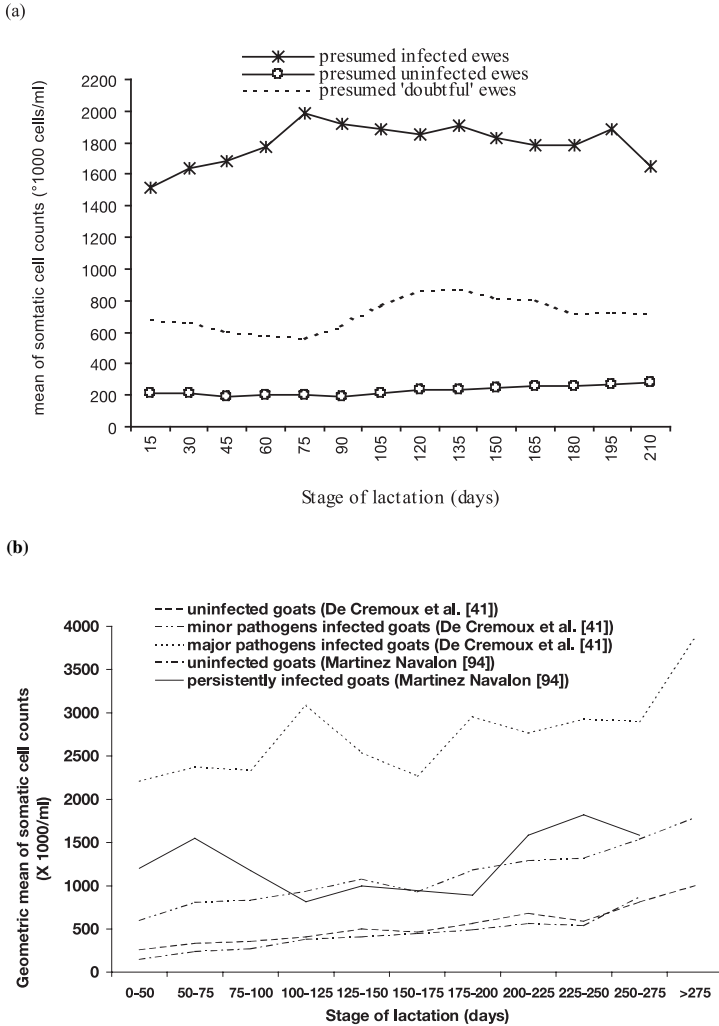 (a)
presumed infected ewes
presumed uninfected ewes
presumed 'doubtful' ewes
2200
2000
1800
1600
1400
1200
1000
800
600
400
200
0
mean of somtatic cell counts (°1000 cells/ml)
15 30 45 60 75 90 105 120 135 150 165 180 195 210
Stage of lactation (days)
(b)
uninfected goats (De Cremoux et al. [41])
minor pathogens infected goats (De Cremoux et al. [41])
major pathogens infected goats (De Cremoux et al. [41])
uninfected goats (Martinez Navalon [94])
persistently infected goats (Martinez Navalon [94])
4000
3500
3000
2500
2000
1500
1000
500
0
Geometric mean of somatic cell counts
(X 1000/ml)
0-50 50-75 75-100 100-125 125-150 150-175 175-200 200-225 225-250 250-275 >275
Stage of lactation (days)